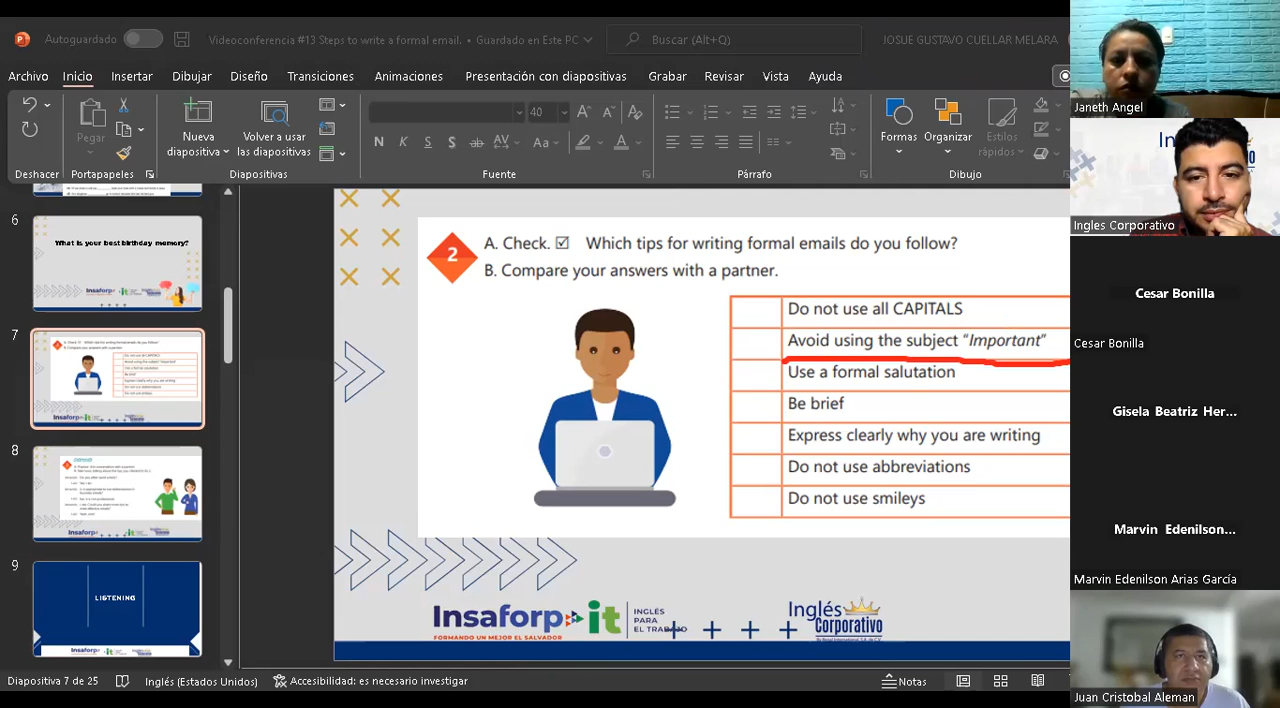 Autoguardado
Videoconferencia #13 Steps to write a formal
Buscar (Alt+Q)
JOSUE GUSTAVO CUELLAR MELARA
Archivo Inicio Insertar Dibujar Diseño Transiciones Animaciones Presentación con diapositivas Grabar Revisar Vista Ayuda
Pegar
Nueva diapositiva
Volver a usar las diapositivas
40
Formas
Organizar
Estilos rápidos
Deshacer
Portapapeles
Diapositivas
Fuente
Párrafo
Dibujo
6
What is your best birthday memory?
7
8
9
LISTENING
2
A. Check. ☑ Which tips for writing formal emails do you follow?
B. Compare your answers with a partner.
Do not use all CAPITALS
Avoid using the subject "Important"
Use a formal salutation
Be brief
Express clearly why you are writing
Do not use abbreviations
Do not use smileys
Insaforp it
FORMANDO UN MEJOR EL SALVADOR
INGLÉS
PARA
EL TRABAJO
Inglés
Corporativo
Diapositiva 7 de 25
Inglés (Estados Unidos)
Accesibilidad: es necesario investigar
Notas
Janeth Angel
Ingles Corporativo
Cesar Bonilla
Cesar Bonilla
Gisela Beatriz Her...
Marvin Edenilson...
Marvin Edenilson Arias García
Juan Cristobal Aleman